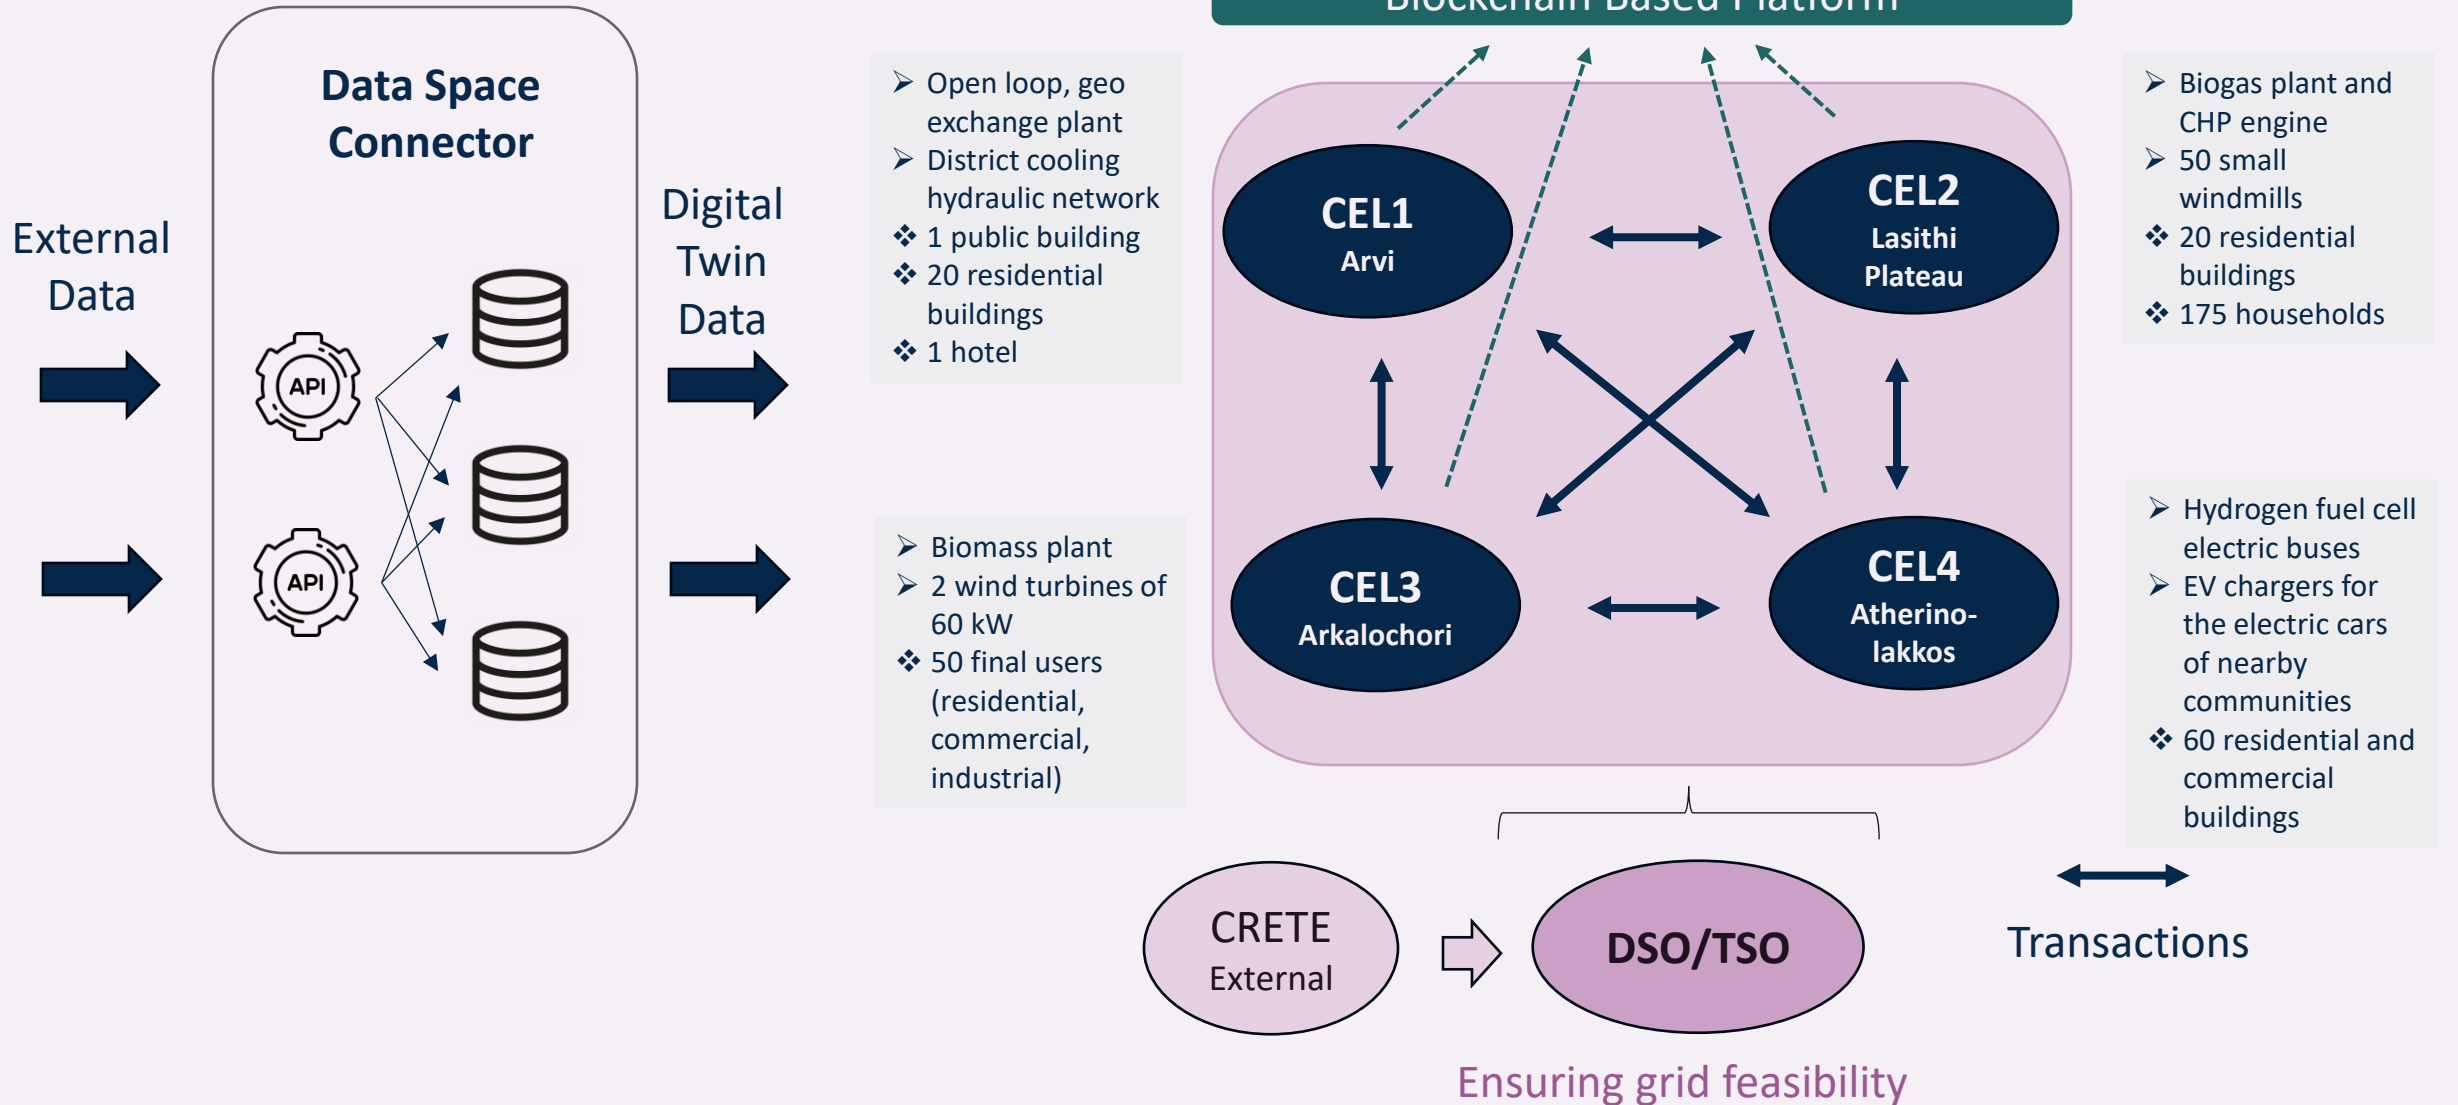 Blockchain Based Platform
Data Space
Connector
External
Data
API
API
Digital
Twin
Data
➢ Open loop, geo
exchange plant
➢ District cooling
hydraulic network
❖ 1 public building
❖ 20 residential
buildings
❖ 1 hotel
➢ Biomass plant
➢ 2 wind turbines of
60 kW
❖ 50 final users
(residential,
commercial,
industrial)
CEL1
Arvi
CEL2
Lasithi
Plateau
CEL3
Arkalochori
CEL4
Atherino-
lakkos
➢ Biogas plant and
CHP engine
➢ 50 small
windmills
❖ 20 residential
buildings
❖ 175 households
➢ Hydrogen fuel cell
electric buses
➢ EV chargers for
the electric cars
of nearby
communities
❖ 60 residential and
commercial
buildings
CRETE
External
DSO/TSO
Transactions
Ensuring grid feasibility